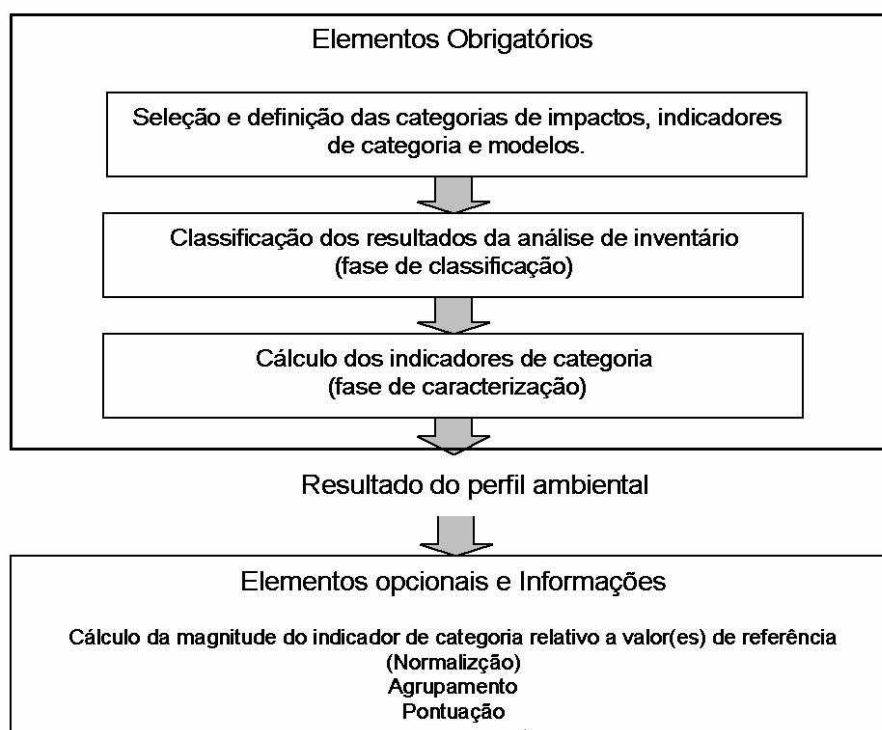 Elementos Obrigatórios
Seleção e definição das categorias de impactos, indicadores
de categoria e modelos.
Classificação dos resultados da análise de inventário
(fase de classificação)
Cálculo dos indicadores de categoria
(fase de caracterização)
Resultado do perfil ambiental
Elementos opcionais e Informações
Cálculo da magnitude do indicador de categoria relativo a valor(es) de referência
(Normalizção)
Agrupamento
Pontuação